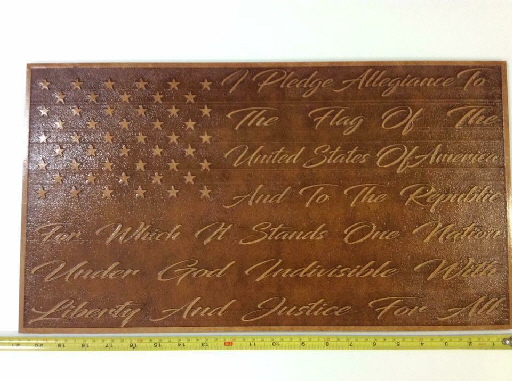 I Pledge Allegiance To
The Flag Of The
United States Of America
And To The Republic
For Which It Stands One Nation
Under God Indivisible With
Liberty And Justice For All